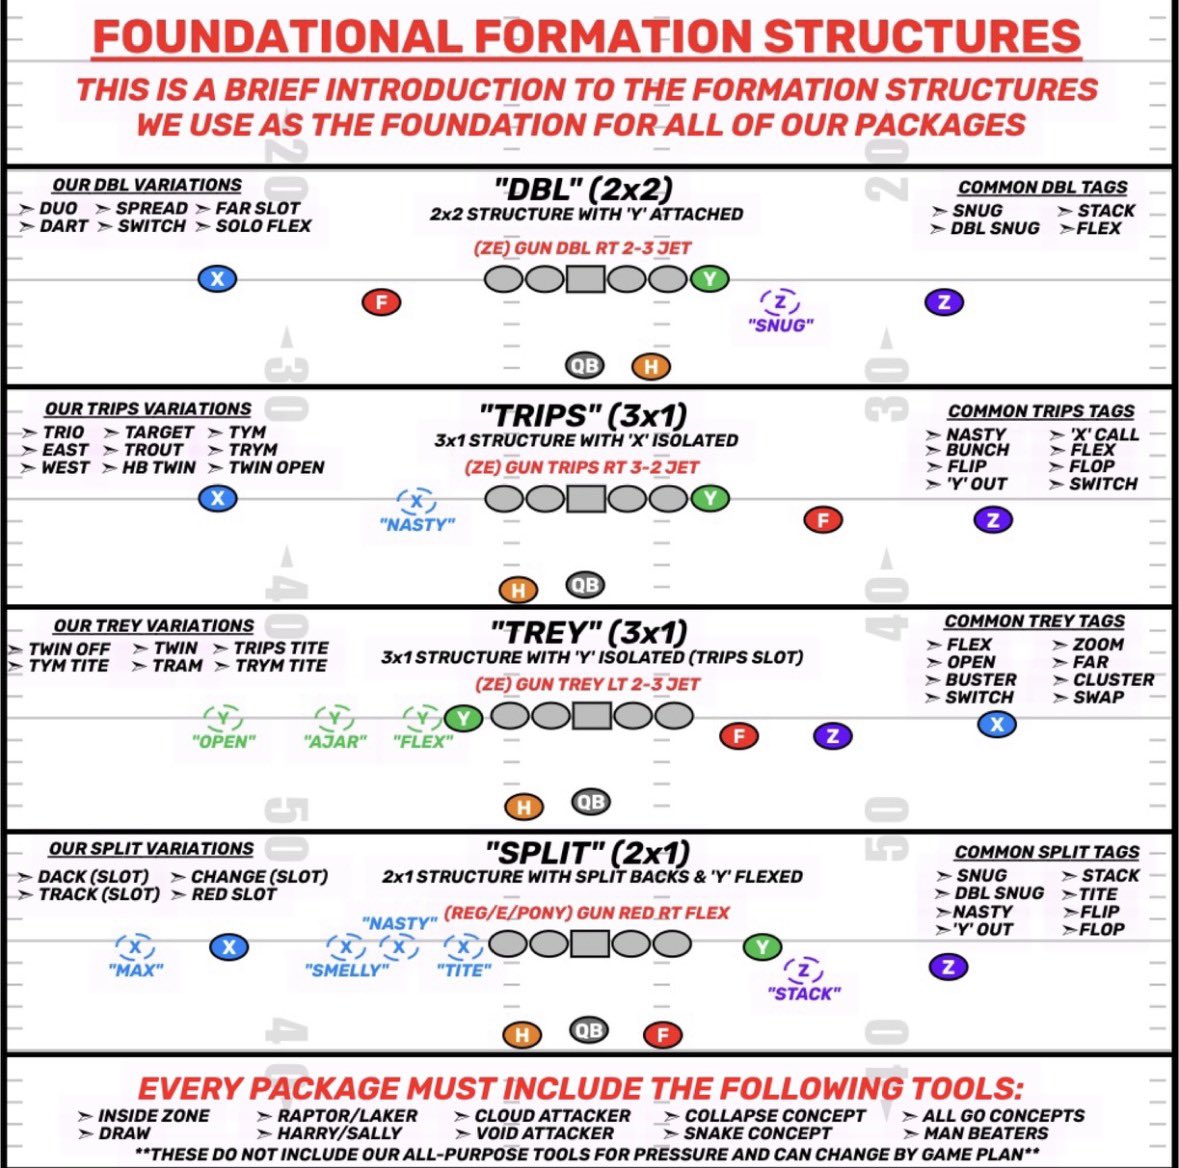 FOUNDATIONAL FORMATION STRUCTURES
THIS IS A BRIEF INTRODUCTION TO THE FORMATION STRUCTURES
WE USE AS THE FOUNDATION FOR ALL OF OUR PACKAGES
20
20
OUR DBL VARIATIONS
➣ DUO ➣ SPREAD ➣ FAR SLOT
➣ DART ➣ SWITCH ➣ SOLO FLEX
"DBL" (2x2)
2x2 STRUCTURE WITH 'Y' ATTACHED
(ZE) GUN DBL RT 2-3 JET
COMMON DBL TAGS
➣ SNUG ➣ STACK
➣ DBL SNUG ➣ FLEX
X
F
Y
Z
"SNUG"
Z
QB
H
30
30
OUR TRIPS VARIATIONS
➣ TRIO ➣ TARGET ➣ TYM
➣ EAST ➣ TROUT ➣ TRYM
➣ WEST ➣ HB TWIN ➣ TWIN OPEN
"TRIPS" (3x1)
3x1 STRUCTURE WITH 'X' ISOLATED
(ZE) GUN TRIPS RT 3-2 JET
COMMON TRIPS TAGS
➣ NASTY ➣ 'X' CALL
➣ BUNCH ➣ FLEX
➣ FLIP ➣ FLOP
➣ 'Y' OUT ➣ SWITCH
X
X
"NASTY"
Y
F
Z
H
QB
40
40
OUR TREY VARIATIONS
➣ TWIN OFF ➣ TWIN ➣ TRIPS TITE
➣ TYM TITE ➣ TRAM ➣ TRYM TITE
"TREY" (3x1)
3x1 STRUCTURE WITH 'Y' ISOLATED (TRIPS SLOT)
(ZE) GUN TREY LT 2-3 JET
COMMON TREY TAGS
➣ FLEX ➣ ZOOM
➣ OPEN ➣ FAR
➣ BUSTER ➣ CLUSTER
➣ SWITCH ➣ SWAP
Y
"OPEN"
Y
"AJAR"
Y
"FLEX"
Y
F
Z
X
H
QB
50
50
OUR SPLIT VARIATIONS
➣ DACK (SLOT) ➣ CHANGE (SLOT)
➣ TRACK (SLOT) ➣ RED SLOT
"SPLIT" (2x1)
2x1 STRUCTURE WITH SPLIT BACKS & 'Y' FLEXED
(REG/E/PONY) GUN RED RT FLEX
COMMON SPLIT TAGS
➣ SNUG ➣ STACK
➣ DBL SNUG ➣ TITE
➣ NASTY ➣ FLIP
➣ 'Y' OUT ➣ FLOP
X
"MAX"
X
X
"SMELLY"
"NASTY"
X
X
"TITE"
Y
Z
"STACK"
Z
H
QB
F
EVERY PACKAGE MUST INCLUDE THE FOLLOWING TOOLS:
➣ INSIDE ZONE ➣ RAPTOR/LAKER ➣ CLOUD ATTACKER ➣ COLLAPSE CONCEPT ➣ ALL GO CONCEPTS
➣ DRAW ➣ HARRY/SALLY ➣ VOID ATTACKER ➣ SNAKE CONCEPT ➣ MAN BEATERS
**THESE DO NOT INCLUDE OUR ALL-PURPOSE TOOLS FOR PRESSURE AND CAN CHANGE BY GAME PLAN**